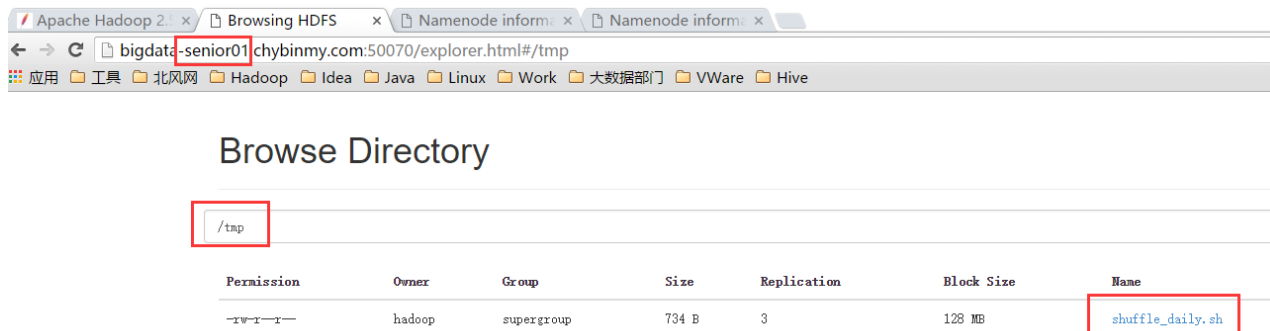 Apache Hadoop 2.5 × Browsing HDFS × Namenode informa × Namenode informa ×
bigdata-senior01.chybinmy.com:50070/explorer.html#/tmp
应用 工具 北风网 Hadoop Idea Java Linux Work 大数据部门 VWare Hive
Browse Directory
/tmp
Permission Owner Group Size Replication Block Size Name
-rw-r--r-- hadoop supergroup 734 B 3 128 MB shuffle_daily.sh